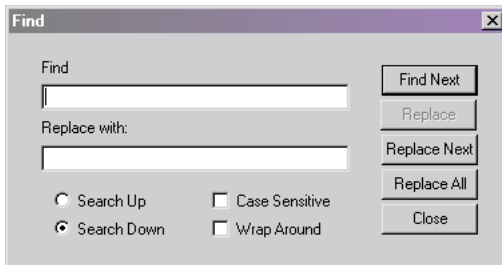 Find
Find
Find Next
Replace
Replace with:
Replace Next
Replace All
Search Up
Case Sensitive
Close
Search Down
Wrap Around